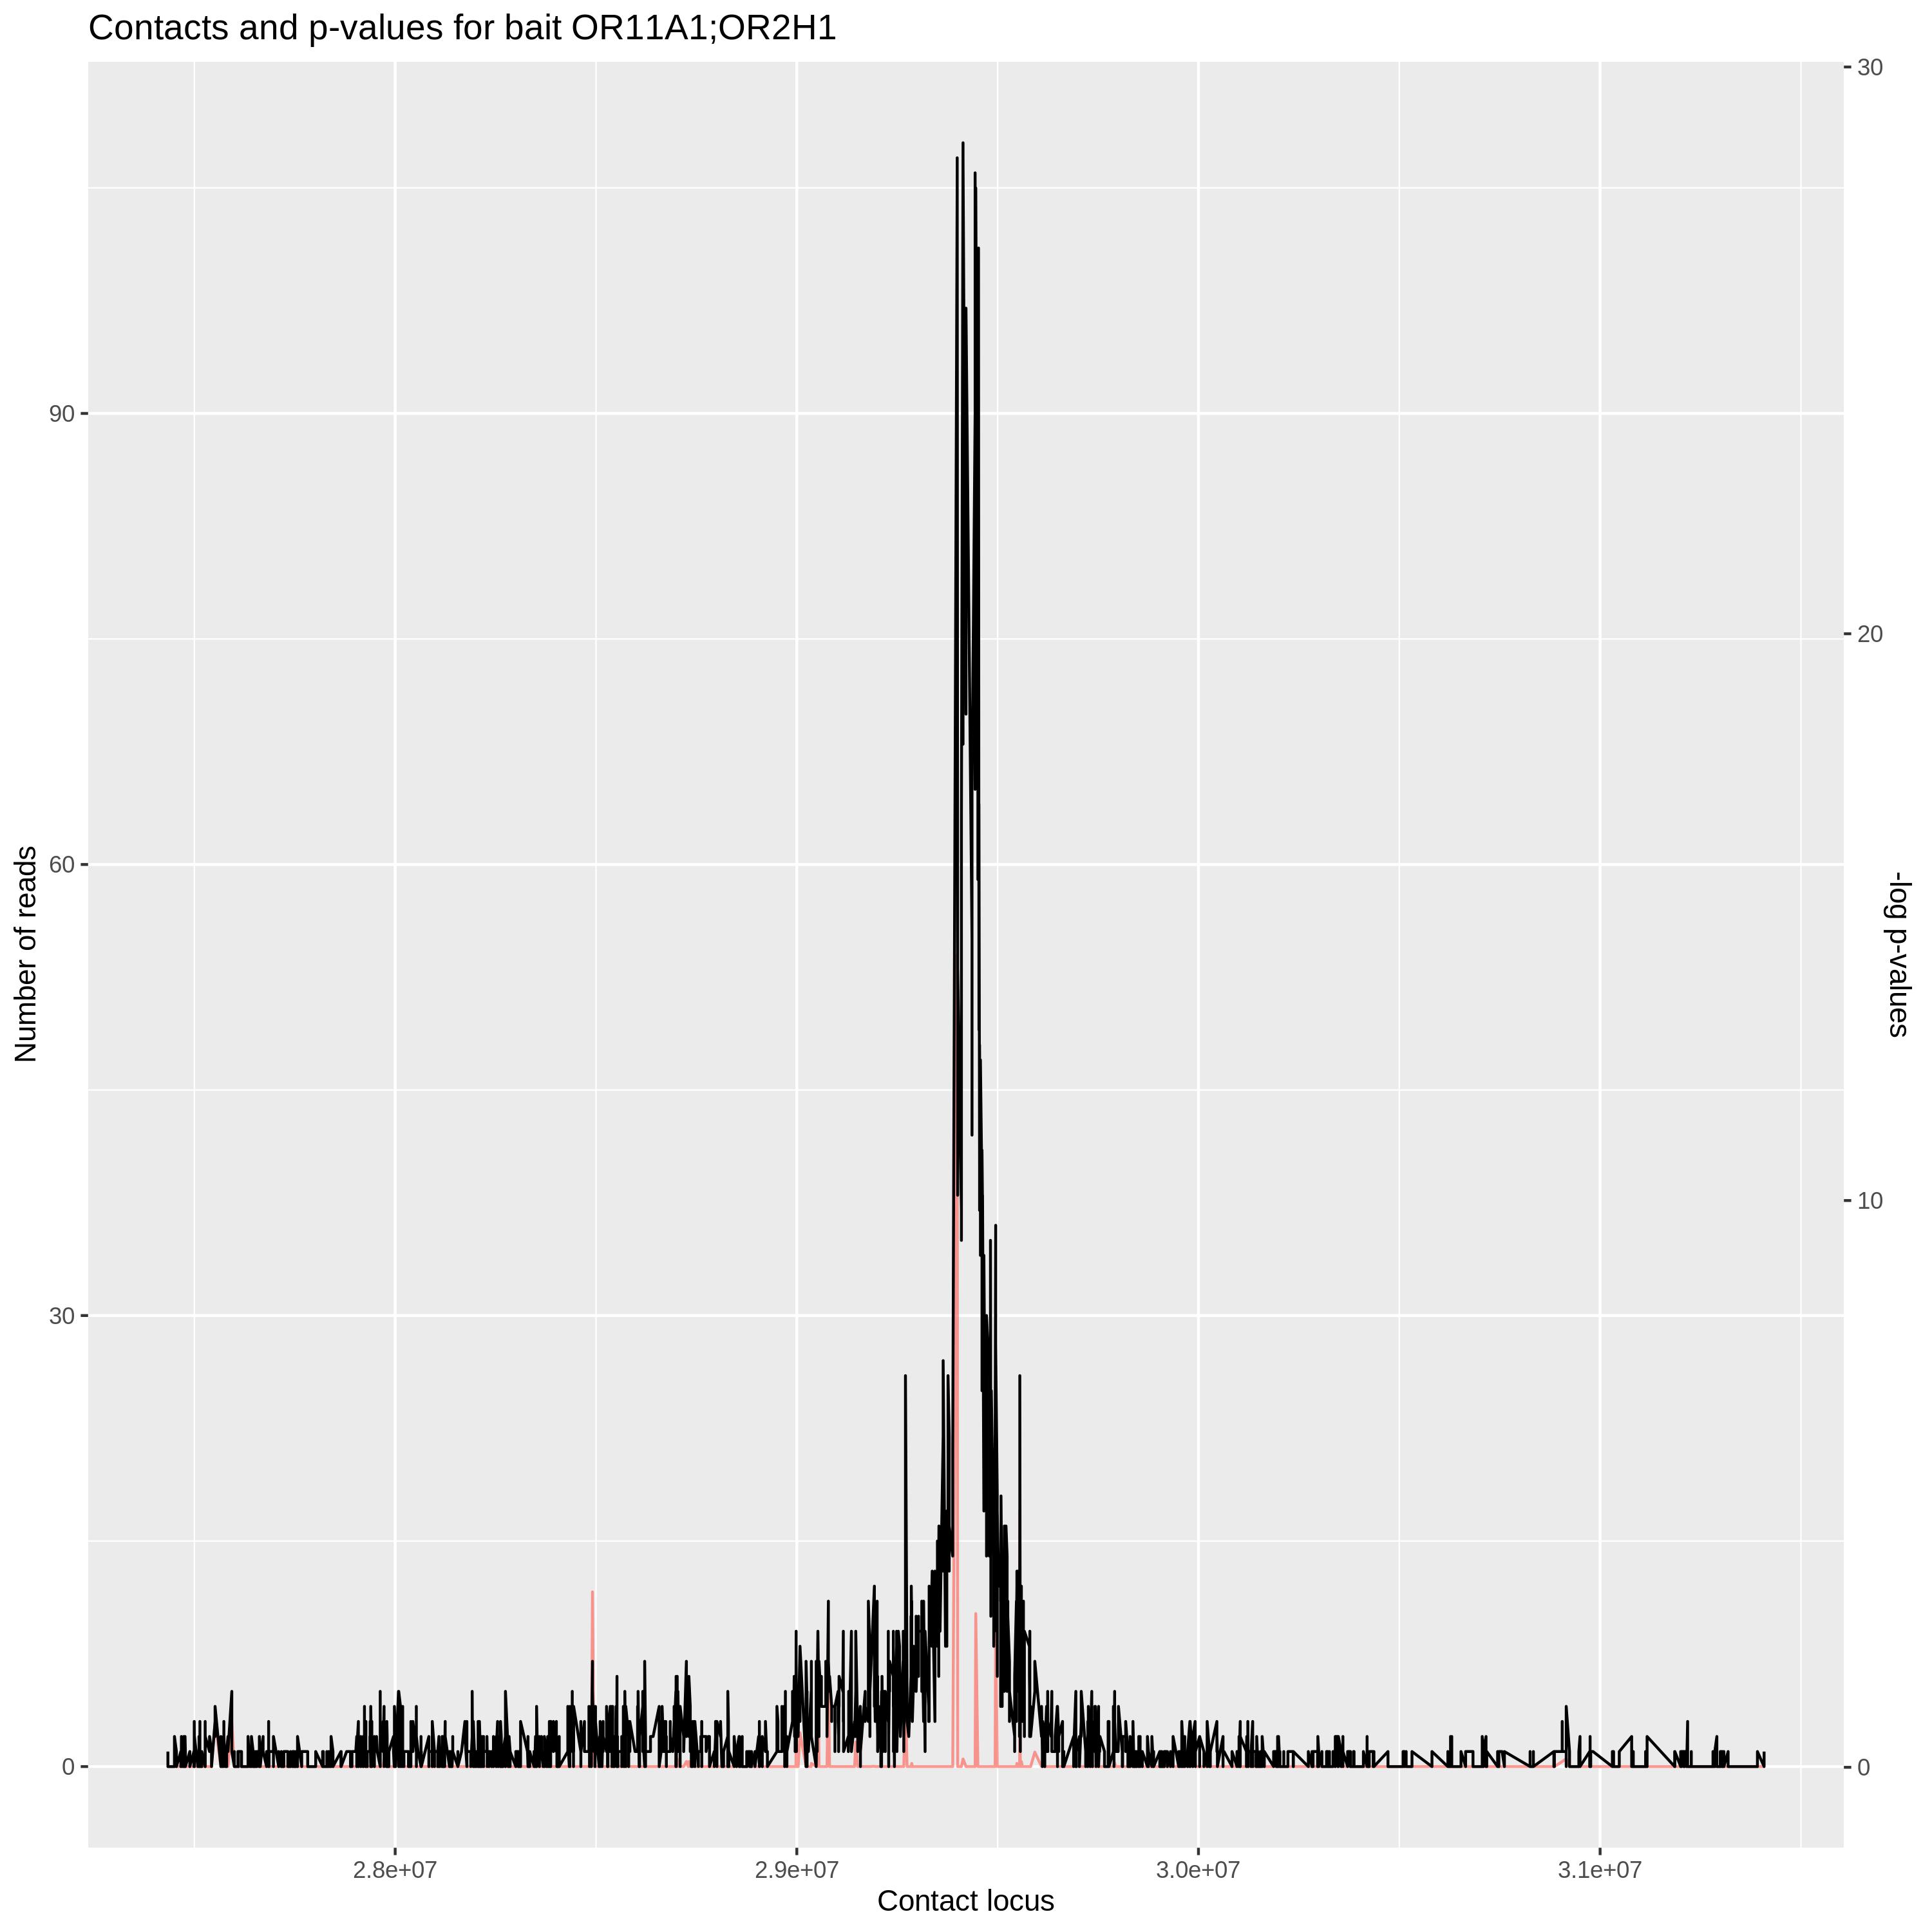 Contacts and p-values for bait OR11A1;OR2H1
30
90
20
60
Number of reads
-log p-values
10
30
0
0
2.8e+07
2.9e+07
3.0e+07
3.1e+07
Contact locus